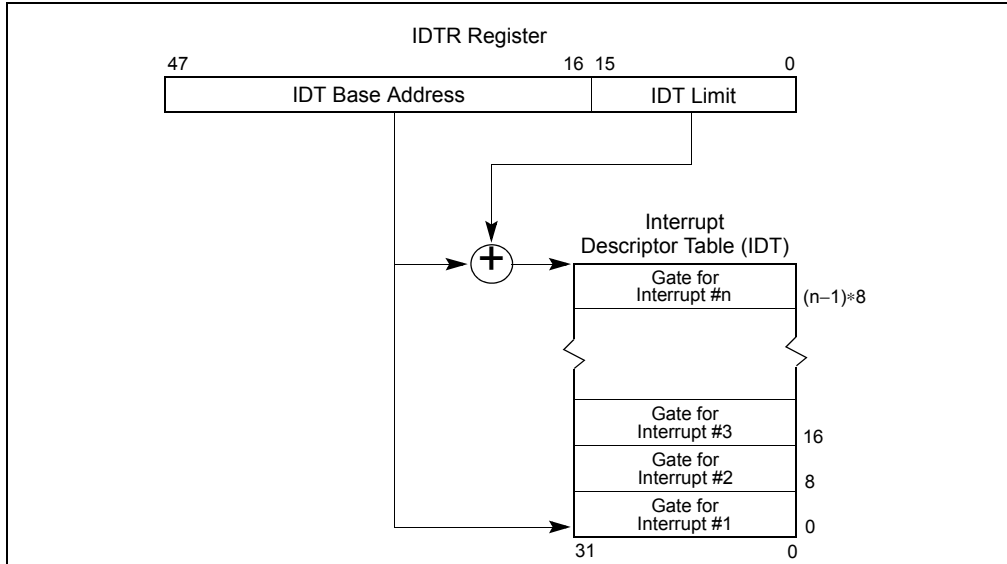 IDTR Register
47 16 15 0
IDT Base Address IDT Limit
+
Interrupt
Descriptor Table (IDT)
Gate for
Interrupt #n
(n−1)∗8
Gate for
Interrupt #3
16
Gate for
Interrupt #2
8
Gate for
Interrupt #1
0
31 0